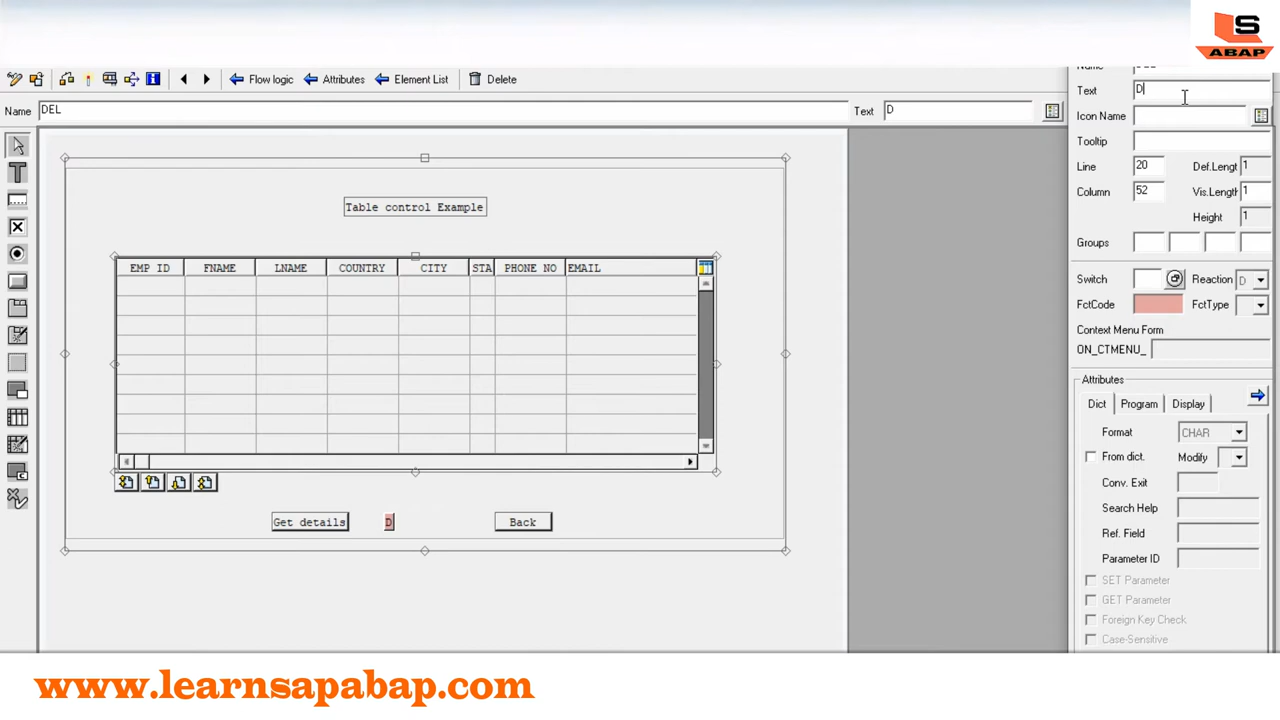 S
ABAP
Flow logic Attributes Element List Delete
Name DEL Text D
Text D
Icon Name
Tooltip
Line 20 Def.Lengt 1
Column 52 Vis.Lengtl 1
Height 1
Groups
Switch Reaction D
FctCode FctType
Context Menu Form
ON_CTMENU_
Attributes
Dict Program Display
Format CHAR
From dict. Modify
Conv. Exit
Search Help
Ref. Field
Parameter ID
SET Parameter
GET Parameter
Foreign Key Check
Case-Sensitive
Table control Example
EMP ID FNAME LNAME COUNTRY CITY STA PHONE NO EMAIL
Get details D Back
www.learnsapabap.com